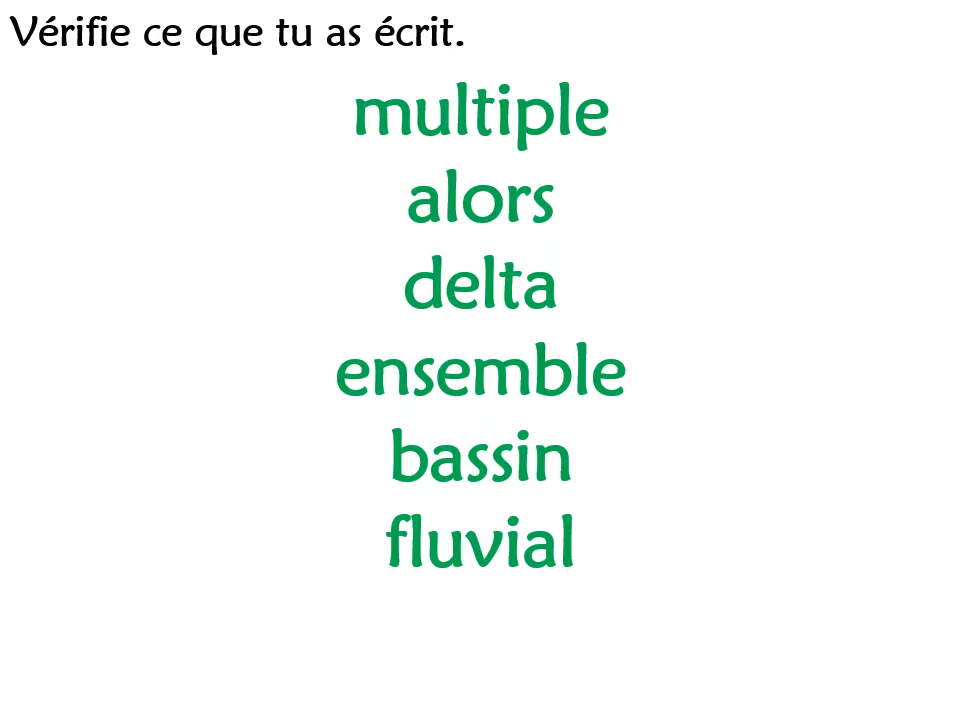 Vérifie ce que tu as écrit.
multiple
alors
delta
ensemble
bassin
fluvial